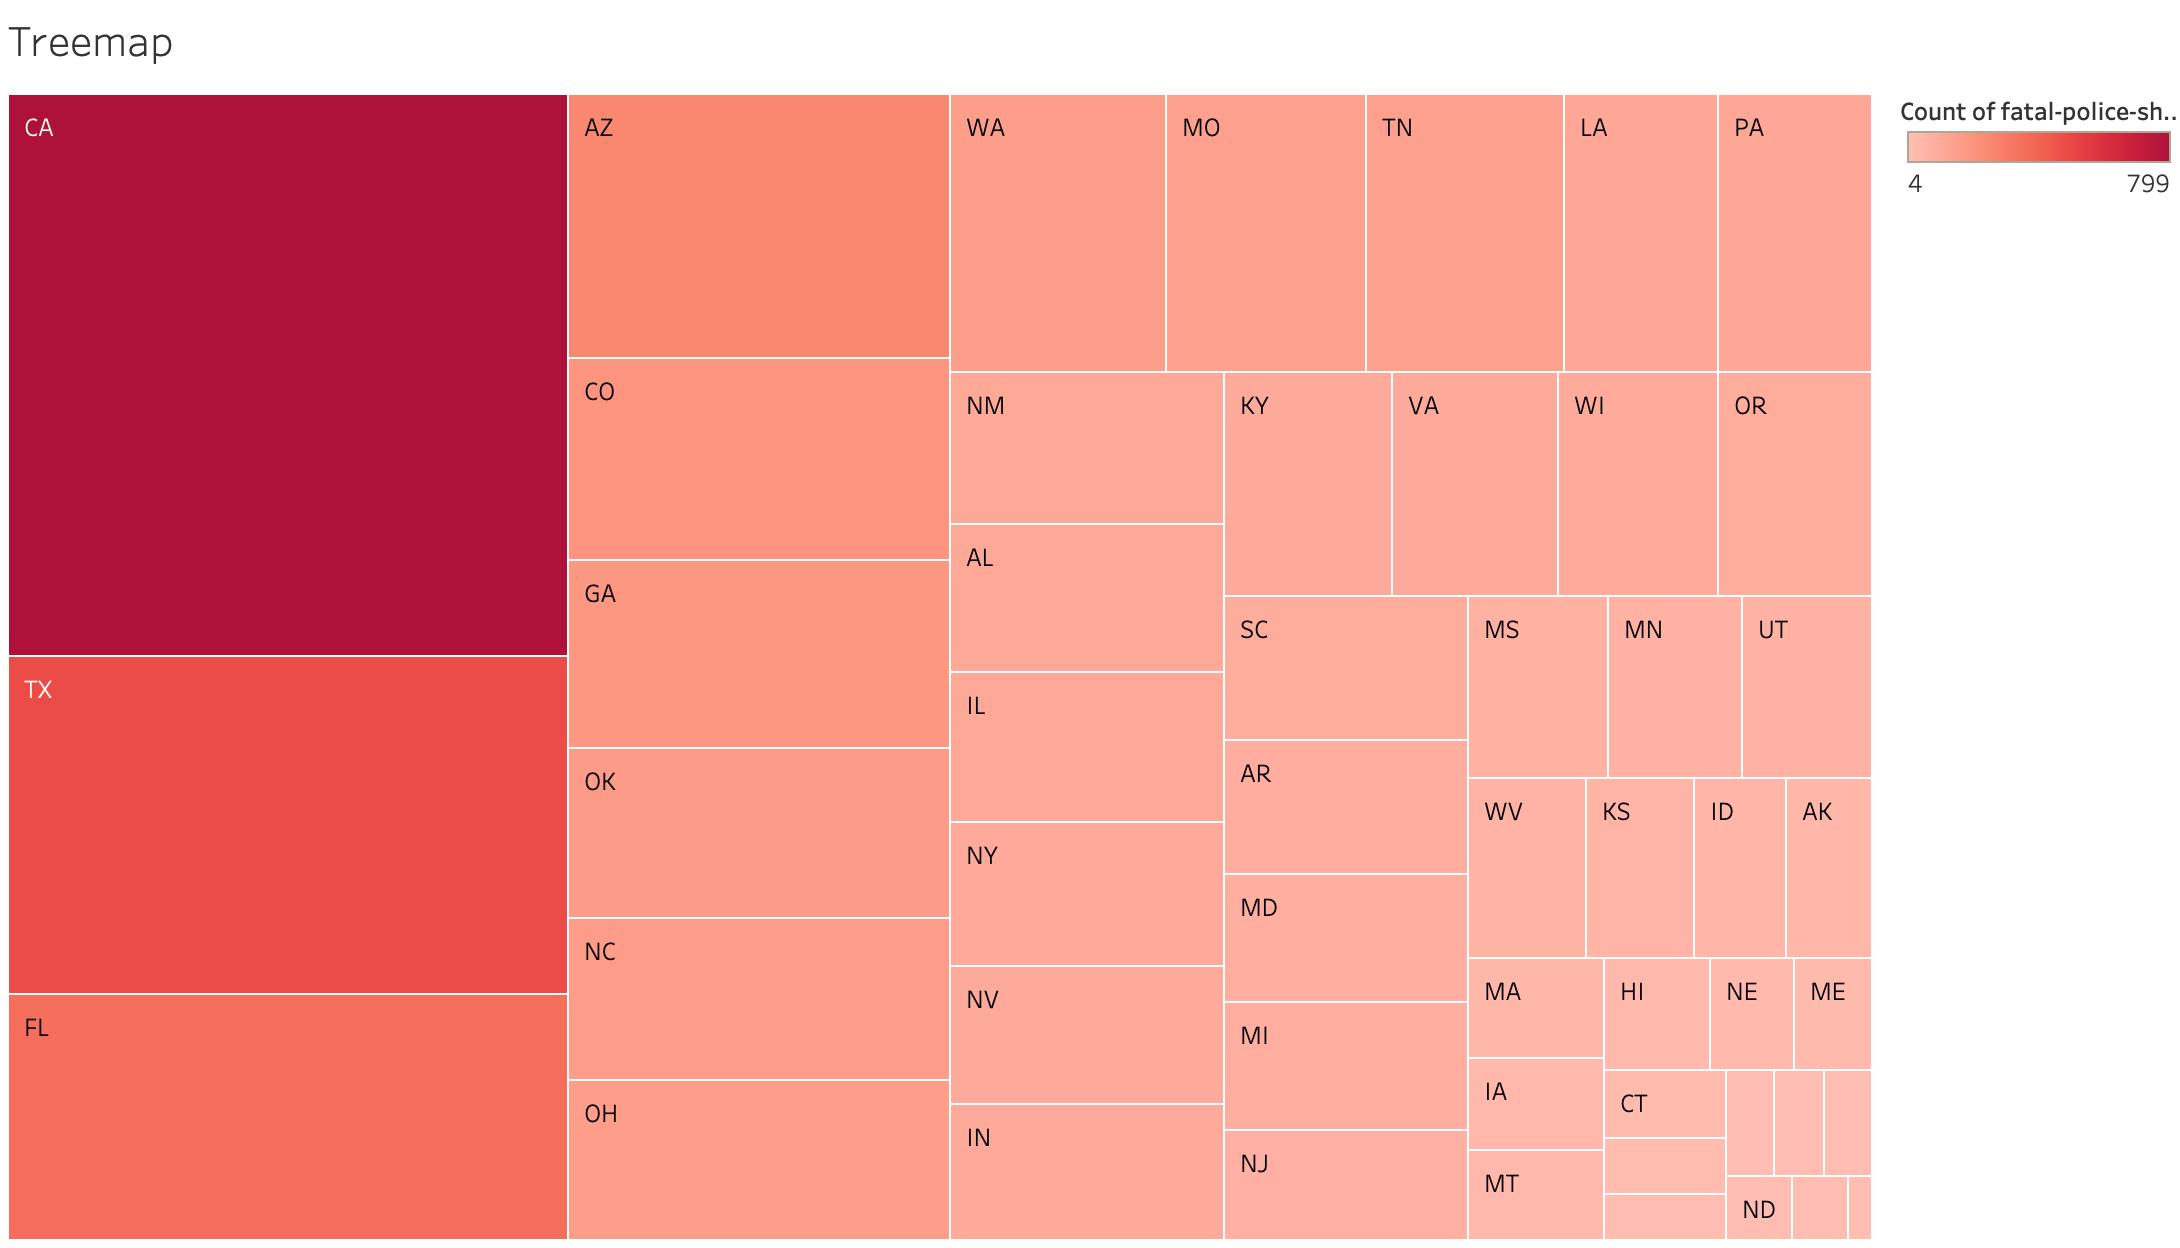 Treemap
CA
TX
FL
AZ
CO
GA
OK
NC
OH
WA
MO
TN
LA
PA
NM
AL
IL
NY
NV
IN
KY
VA
WI
OR
SC
AR
MD
MI
NJ
MS
MN
UT
WV
KS
ID
AK
MA
IA
MT
HI
NE
ME
CT
ND
Count of fatal-police-sh..
4 799